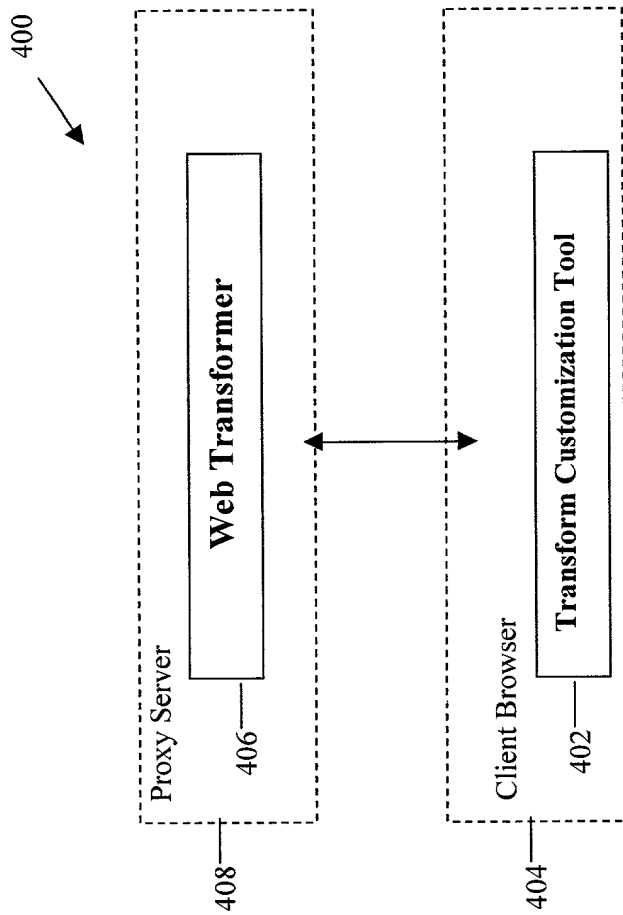 400
Proxy Server
Web Transformer
406
408
Client Browser
Transform Customization Tool
402
404